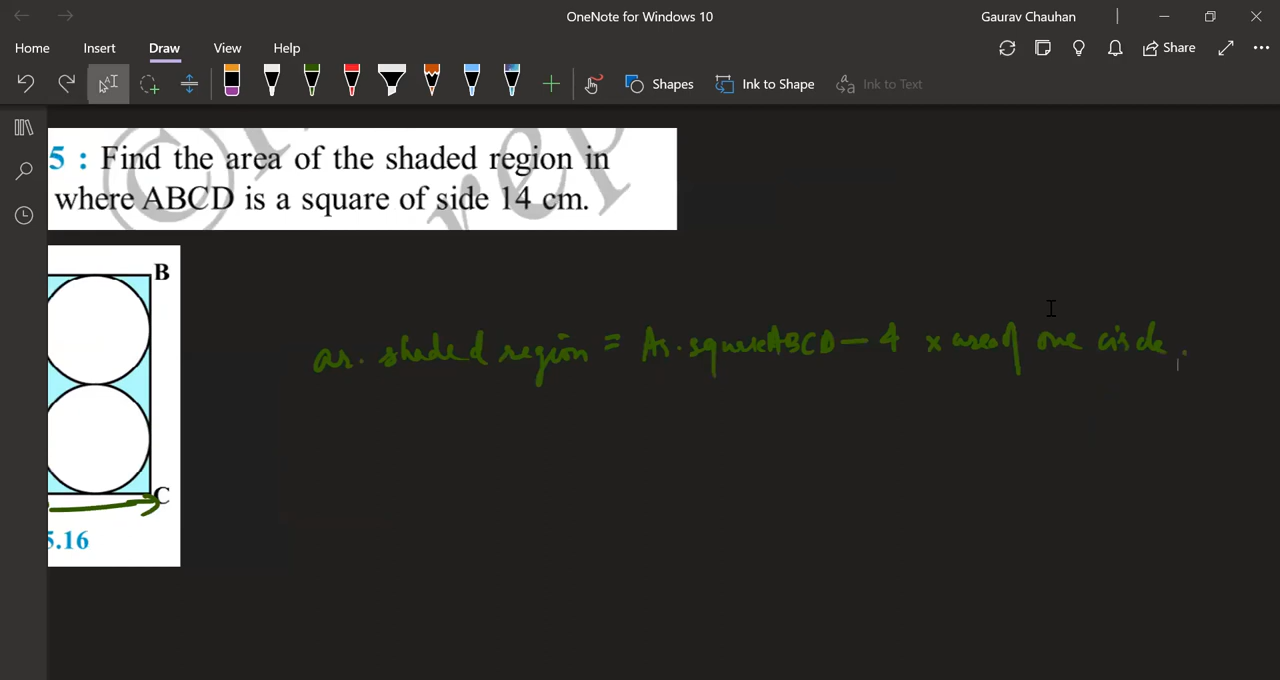 OneNote for Windows 10
Gaurav Chauhan
Home Insert Draw View Help
Share
Shapes Ink to Shape Ink to Text
5 : Find the area of the shaded region in
where ABCD is a square of side 14 cm.
B
ar. shaded region = Ar. squreABCD - 4 x area of one circle.
C
5.16